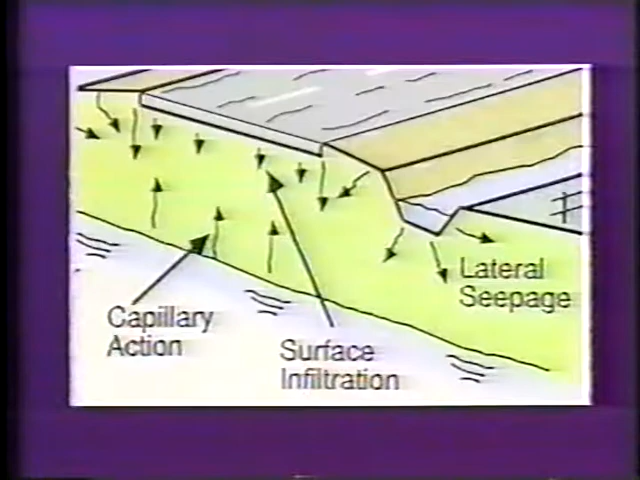 Lateral
Seepage
Capillary
Action
Surface
Infiltration